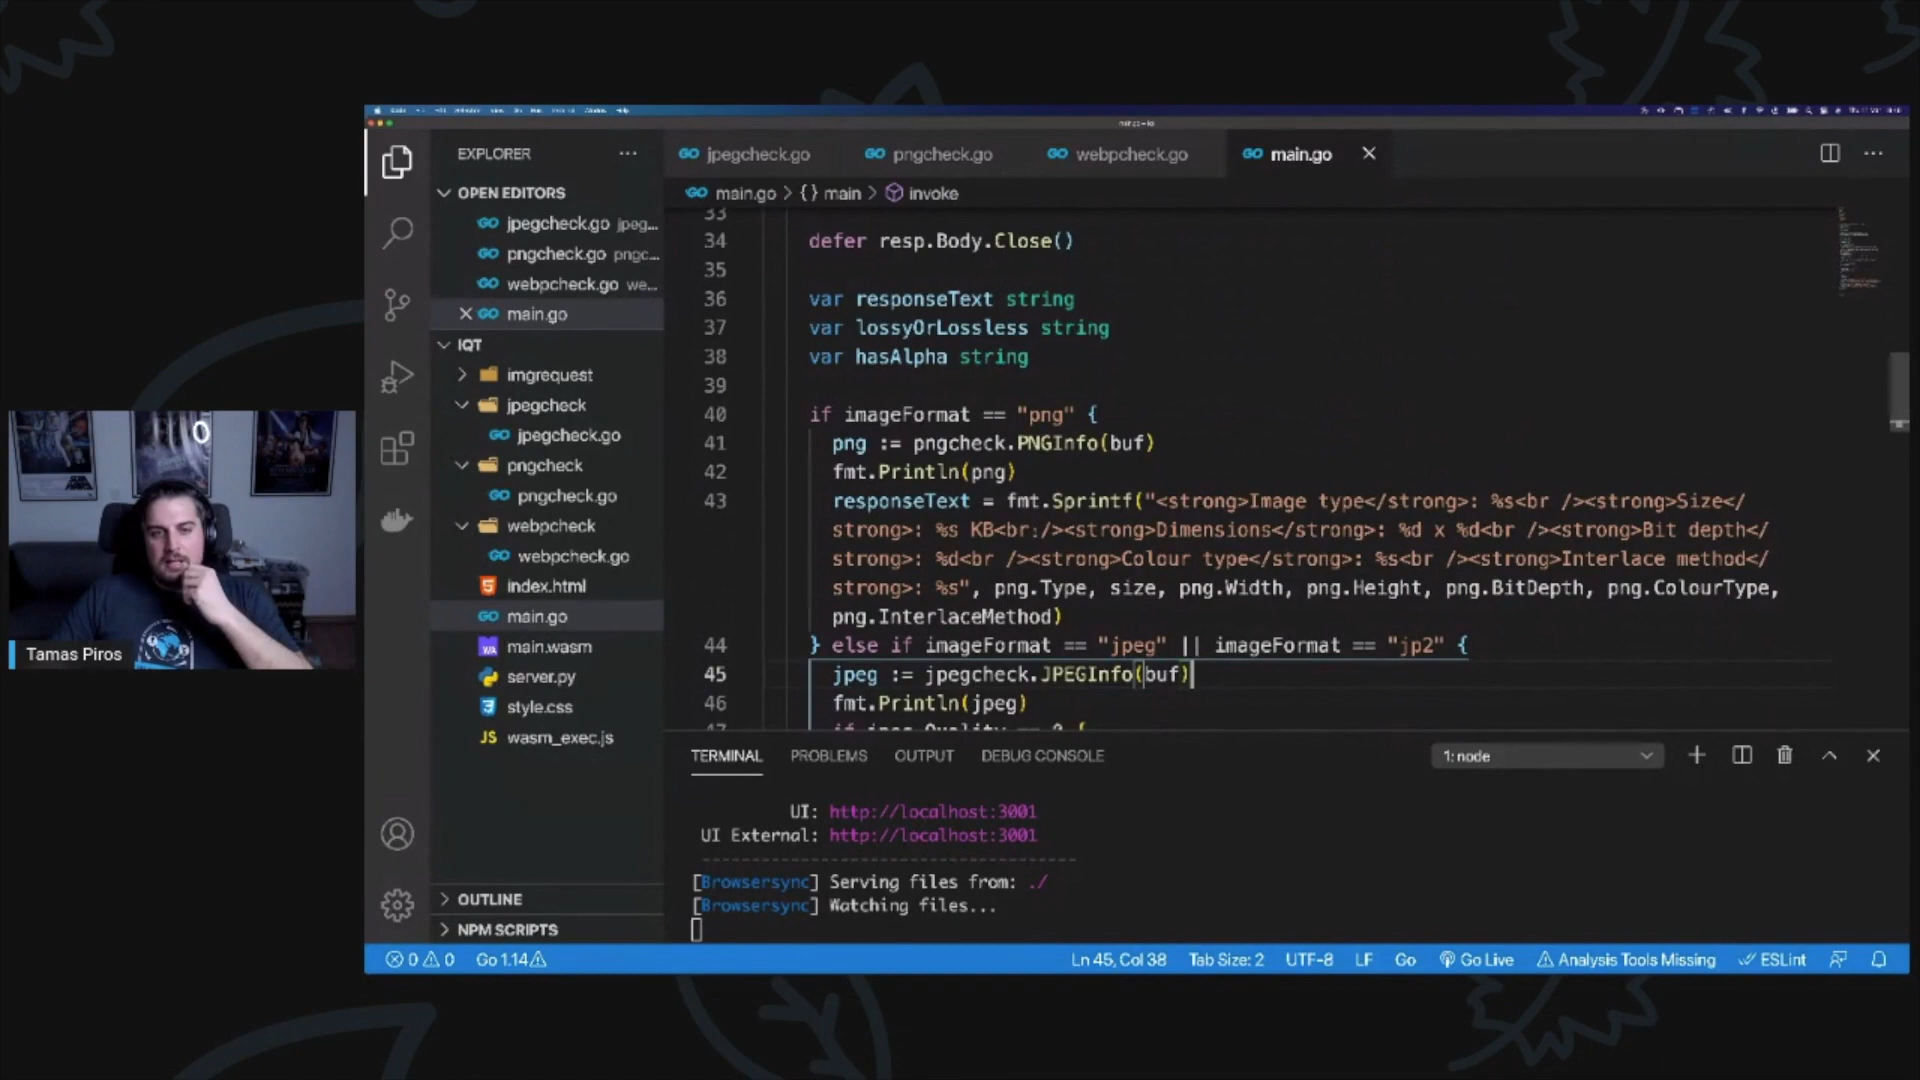 EXPLORER
OPEN EDITORS
jpegcheck.go jpeg...
pngcheck.go pngc...
webpcheck.go we...
main.go
IQT
imgrequest
jpegcheck
jpegcheck.go
pngcheck
pngcheck.go
webpcheck
webpcheck.go
index.html
main.go
main.wasm
server.py
style.css
JS wasm_exec.js
OUTLINE
NPM SCRIPTS
jpegcheck.go pngcheck.go webpcheck.go main.go
main.go > {} main > invoke
33
34 defer resp.Body.Close()
35
36 var responseText string
37 var lossyOrLossless string
38 var hasAlpha string
39
40 if imageFormat == "png" {
41 png := pngcheck.PNGInfo(buf)
42 fmt.Println(png)
43 responseText = fmt.Sprintf("<strong>Image type</strong>: %s<br /><strong>Size</
strong>: %s KB<br /><strong>Dimensions</strong>: %d x %d<br /><strong>Bit depth</
strong>: %d<br /><strong>Colour type</strong>: %s<br /><strong>Interlace method</
strong>: %s", png.Type, size, png.Width, png.Height, png.BitDepth, png.ColourType,
png.InterlaceMethod)
44 } else if imageFormat == "jpeg" || imageFormat == "jp2" {
45 jpeg := jpegcheck.JPEGInfo(buf)
46 fmt.Println(jpeg)
TERMINAL PROBLEMS OUTPUT DEBUG CONSOLE 1: node
UI: http://localhost:3001
UI External: http://localhost:3001
[Browsersync] Serving files from: ./
[Browsersync] Watching files...
0 0 Go 1.14 Ln 45, Col 38 Tab Size: 2 UTF-8 LF Go Go Live Analysis Tools Missing ESLint
Tamas Piros